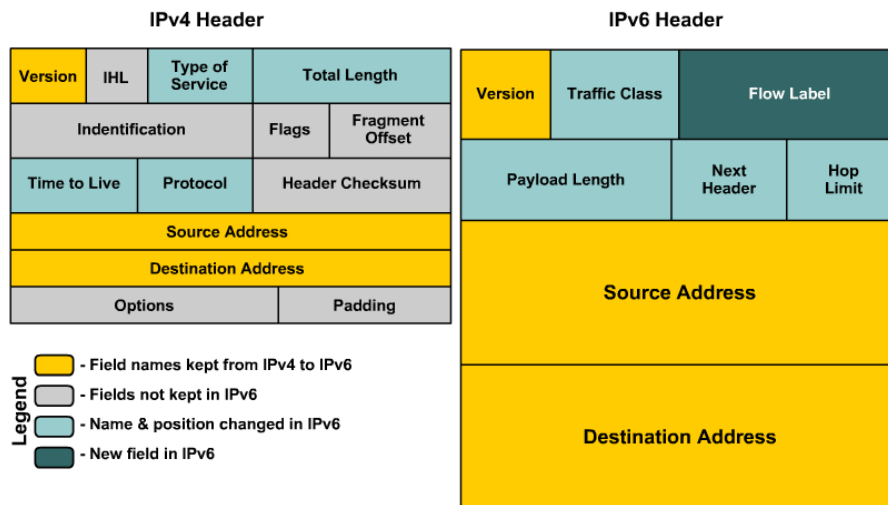 IPv4 Header
Version IHL Type of Service Total Length
Indentification Flags Fragment Offset
Time to Live Protocol Header Checksum
Source Address
Destination Address
Options Padding
Legend
- Field names kept from IPv4 to IPv6
- Fields not kept in IPv6
- Name & position changed in IPv6
- New field in IPv6
IPv6 Header
Version Traffic Class Flow Label
Payload Length Next Header Hop Limit
Source Address
Destination Address